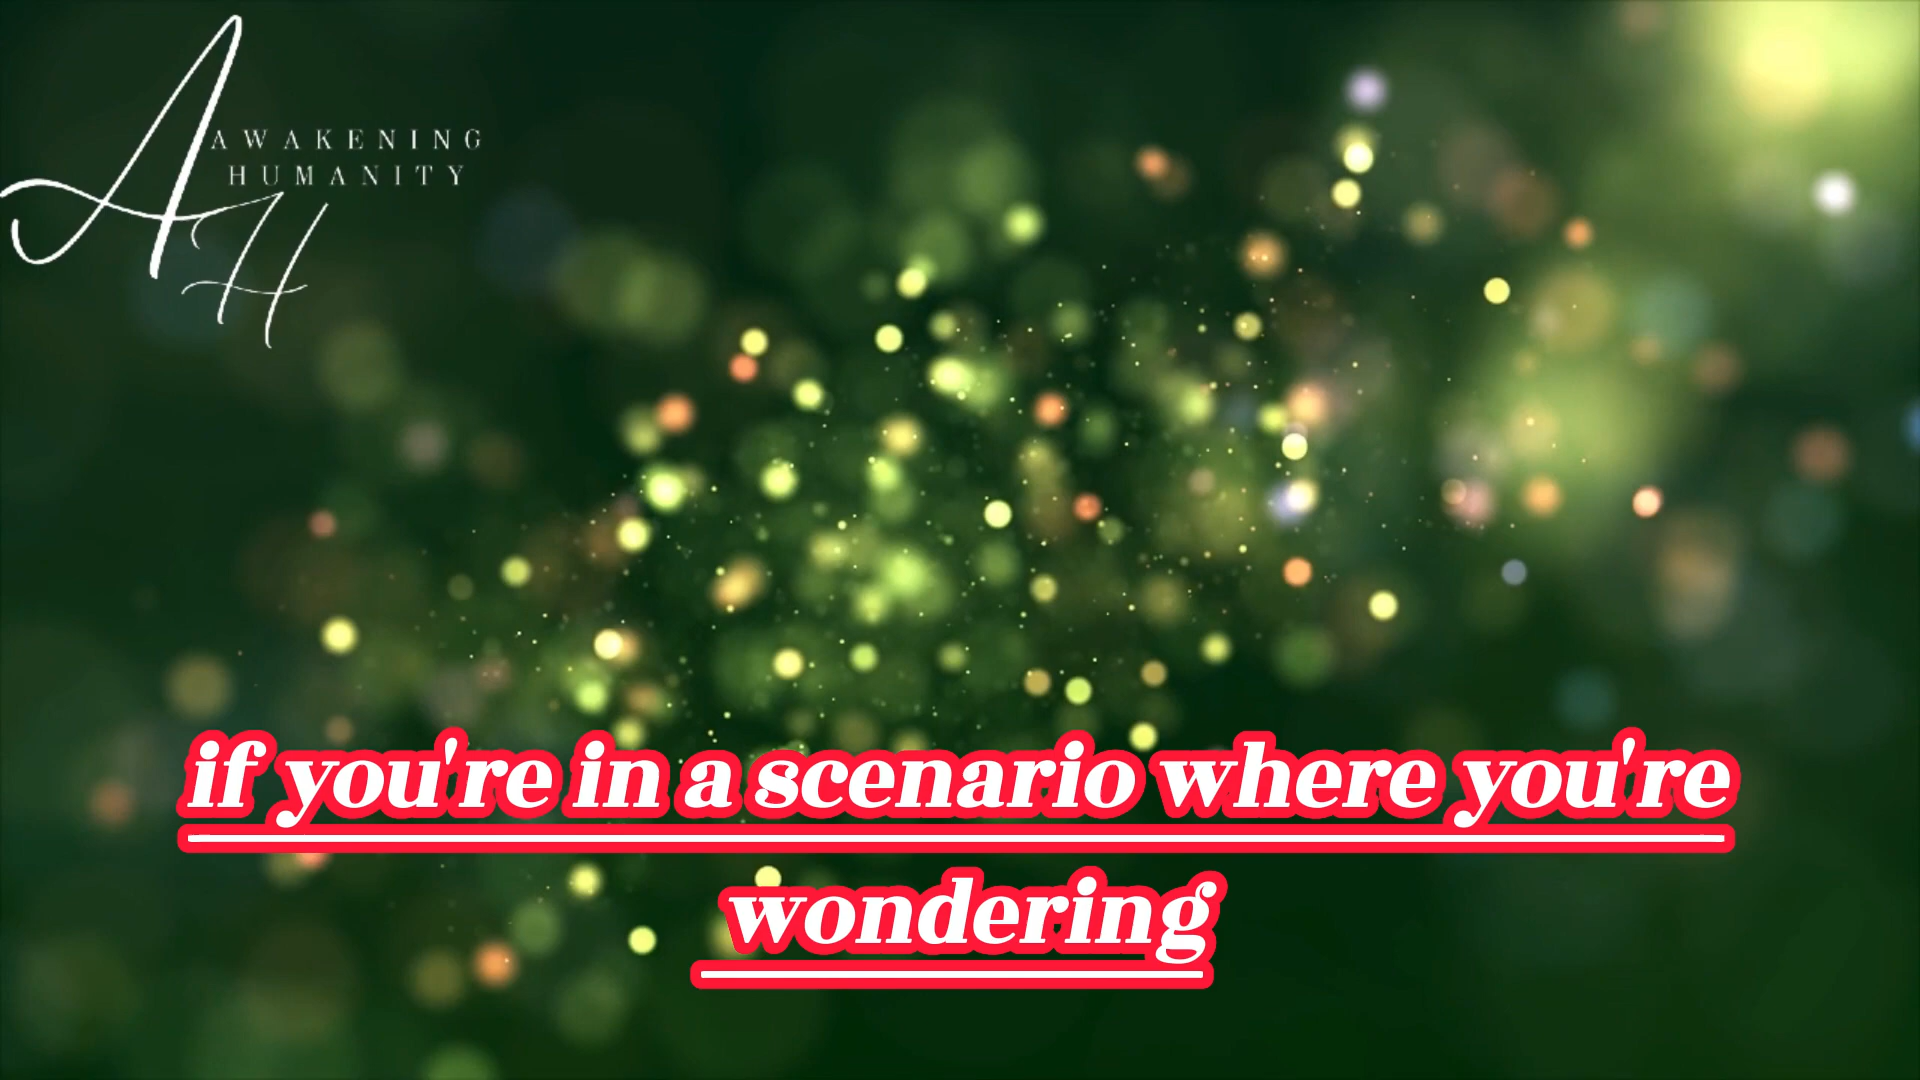 A
AWAKENING
HUMANITY
H
if you're in a scenario where you're
wondering